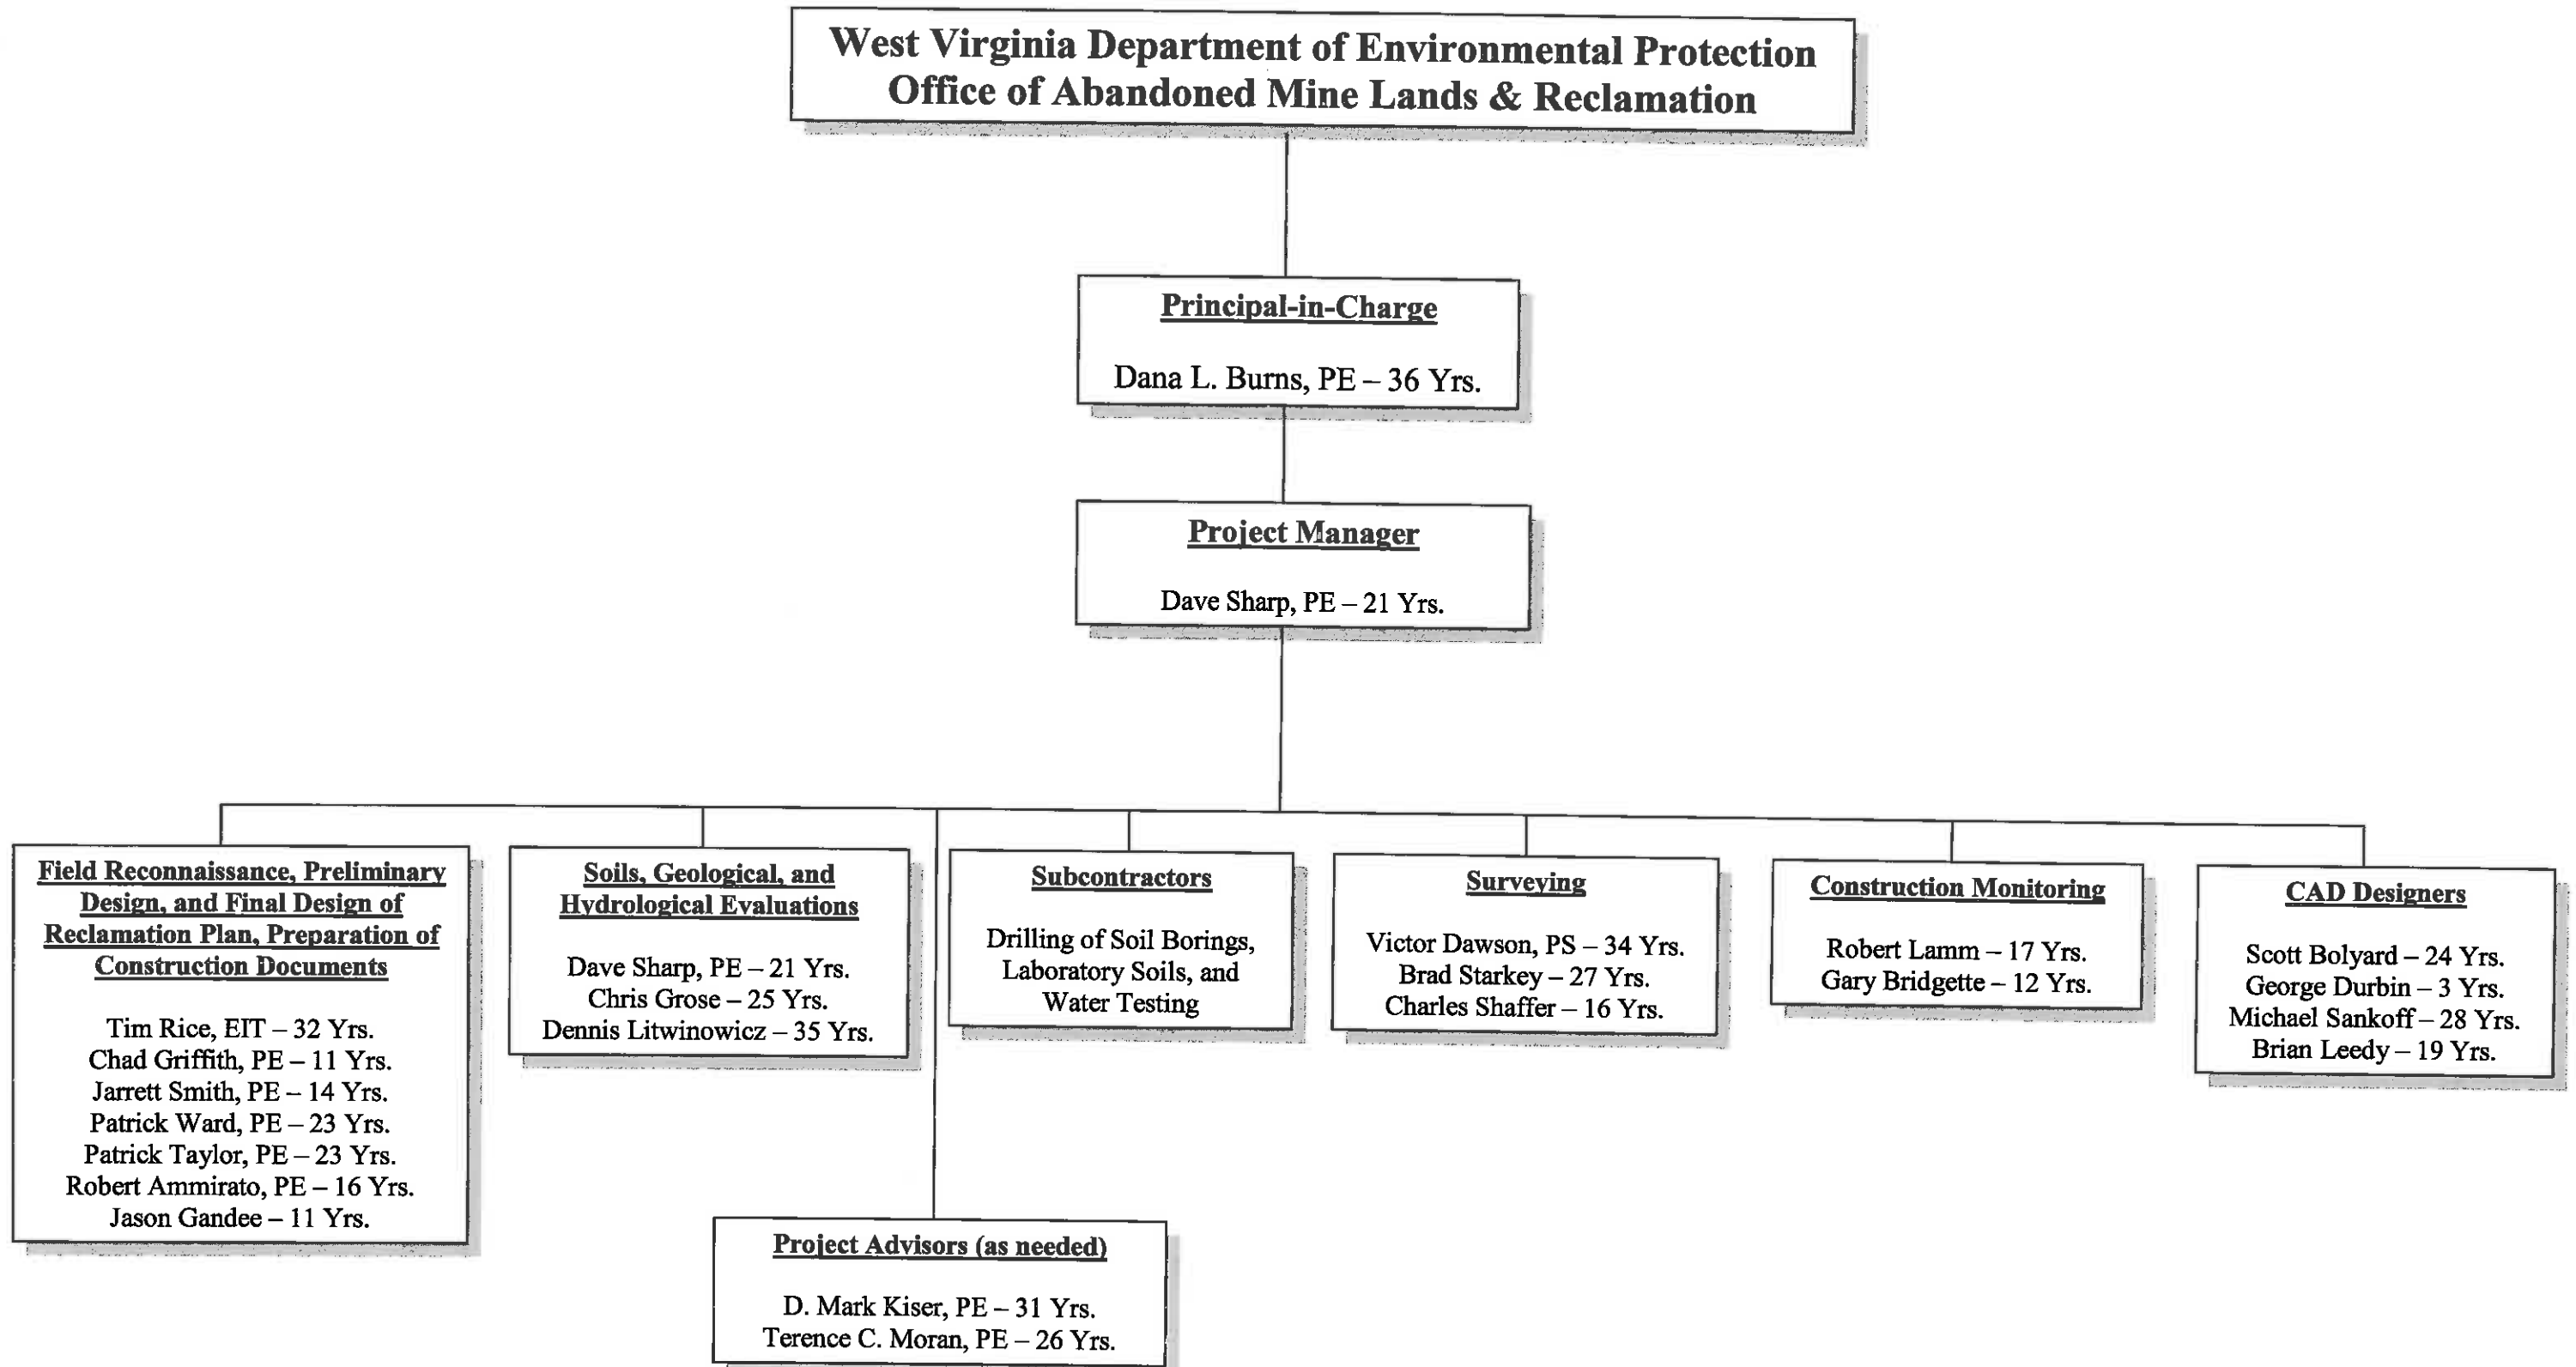 West Virginia Department of Environmental Protection
Office of Abandoned Mine Lands & Reclamation
Principal-in-Charge
Dana L. Burns, PE – 36 Yrs.
Project Manager
Dave Sharp, PE – 21 Yrs.
Field Reconnaissance, Preliminary
Design, and Final Design of
Reclamation Plan, Preparation of
Construction Documents
Tim Rice, EIT – 32 Yrs.
Chad Griffith, PE – 11 Yrs.
Jarrett Smith, PE – 14 Yrs.
Patrick Ward, PE – 23 Yrs.
Patrick Taylor, PE – 23 Yrs.
Robert Ammirato, PE – 16 Yrs.
Jason Gandee – 11 Yrs.
Soils, Geological, and
Hydrological Evaluations
Dave Sharp, PE – 21 Yrs.
Chris Grose – 25 Yrs.
Dennis Litwinowicz – 35 Yrs.
Subcontractors
Drilling of Soil Borings,
Laboratory Soils, and
Water Testing
Surveying
Victor Dawson, PS – 34 Yrs.
Brad Starkey – 27 Yrs.
Charles Shaffer – 16 Yrs.
Construction Monitoring
Robert Lamm – 17 Yrs.
Gary Bridgette – 12 Yrs.
CAD Designers
Scott Bolyard – 24 Yrs.
George Durbin – 3 Yrs.
Michael Sankoff – 28 Yrs.
Brian Leedy – 19 Yrs.
Project Advisors (as needed)
D. Mark Kiser, PE – 31 Yrs.
Terence C. Moran, PE – 26 Yrs.